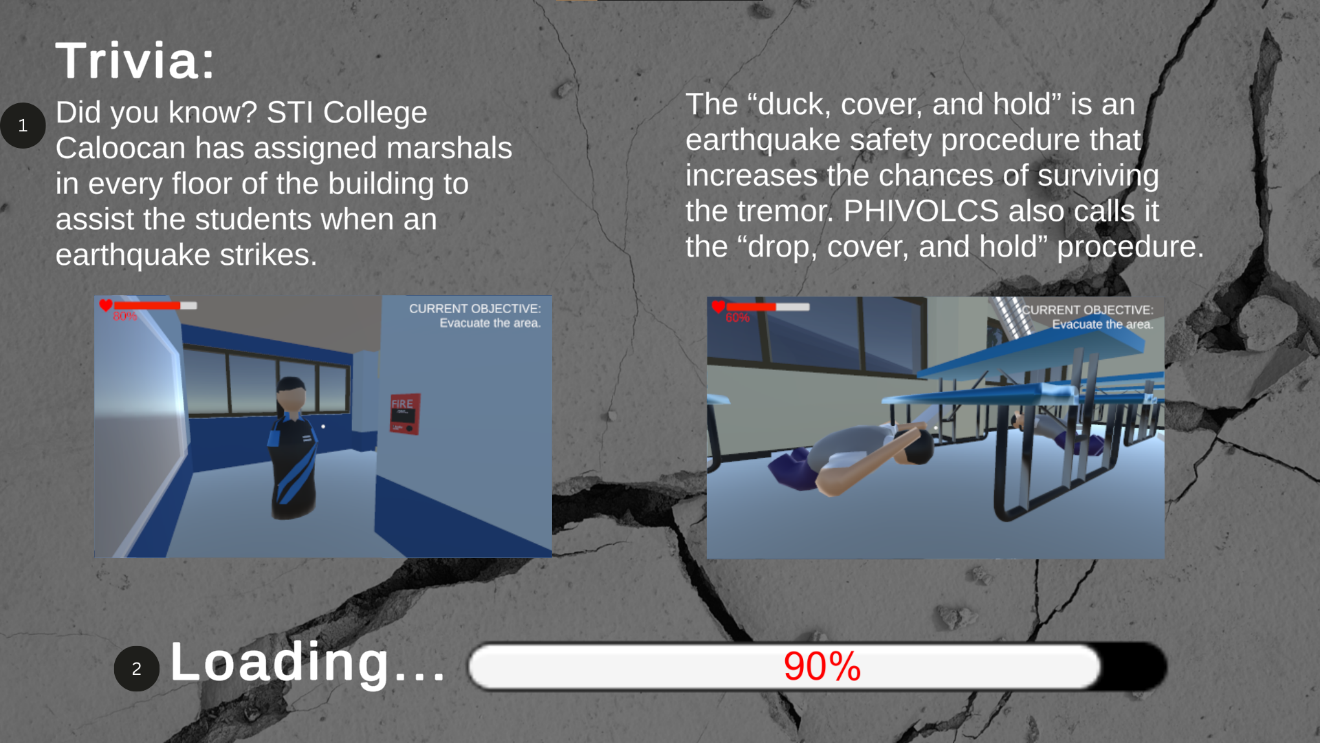 Trivia:
1
Did you know? STI College
Caloocan has assigned marshals
in every floor of the building to
assist the students when an
earthquake strikes.
The “duck, cover, and hold” is an
earthquake safety procedure that
increases the chances of surviving
the tremor. PHIVOLCS also calls it
the “drop, cover, and hold” procedure.
80%
CURRENT OBJECTIVE:
Evacuate the area.
FIRE
60%
CURRENT OBJECTIVE:
Evacuate the area.
2
Loading...
90%